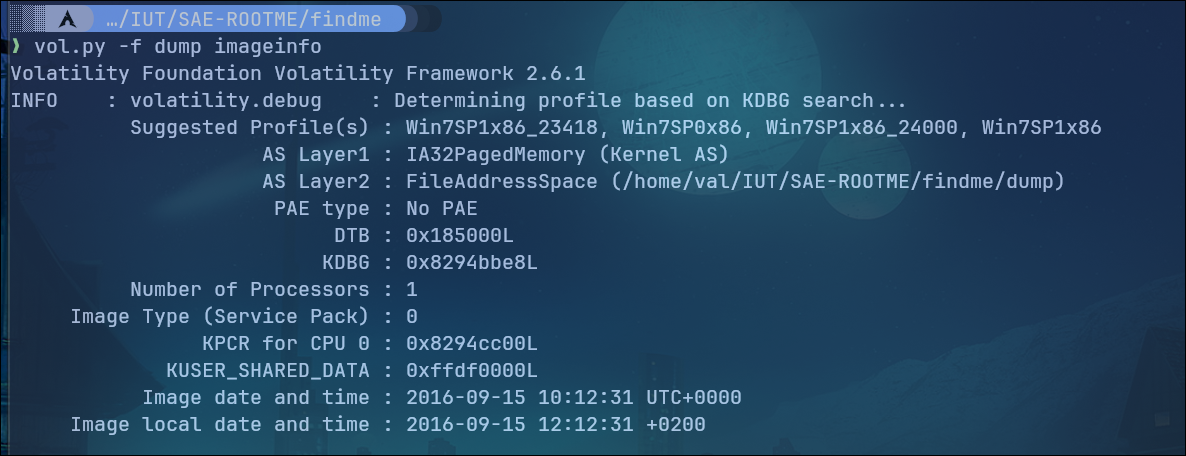 …/IUT/SAE-ROOTME/findme
❯ vol.py -f dump imageinfo
Volatility Foundation Volatility Framework 2.6.1
INFO    : volatility.debug    : Determining profile based on KDBG search...
          Suggested Profile(s) : Win7SP1x86_23418, Win7SP0x86, Win7SP1x86_24000, Win7SP1x86
                     AS Layer1 : IA32PagedMemory (Kernel AS)
                     AS Layer2 : FileAddressSpace (/home/val/IUT/SAE-ROOTME/findme/dump)
                      PAE type : No PAE
                           DTB : 0x185000L
                          KDBG : 0x8294bbe8L
          Number of Processors : 1
     Image Type (Service Pack) : 0
                KPCR for CPU 0 : 0x8294cc00L
             KUSER_SHARED_DATA : 0xffdf0000L
           Image date and time : 2016-09-15 10:12:31 UTC+0000
     Image local date and time : 2016-09-15 12:12:31 +0200